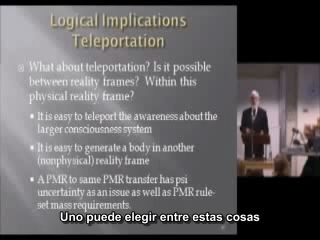 Logical Implications
Teleportation
What about teleportation? Is it possible
between reality frames? Within this
physical reality frame?
• It is easy to teleport the awareness about the
larger consciousness system
• It is easy to generate a body in another
(nonphysical) reality frame
• A PMR to same PMR transfer has psi
uncertainty as an issue as well as PMR rule-
set mass requirements.
Uno puede elegir entre estas cosas